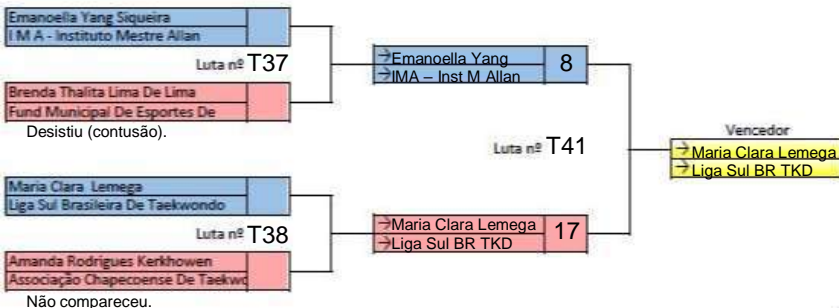 Emanoella Yang Siqueira
I M A - Instituto Mestre Allan
Luta nº T37
Brenda Thalita Lima De Lima
Fund Municipal De Esportes De
Desistiu (contusão).
Maria Clara Lemega
Liga Sul Brasileira De Taekwondo
Luta nº T38
Amanda Rodrigues Kerkhowen
Associação Chapecoense De Taekwo
Não compareceu.
→Emanoella Yang 8
→IMA – Inst M Allan
Luta nº T41
→Maria Clara Lemega 17
→Liga Sul BR TKD
Vencedor
→Maria Clara Lemega
→Liga Sul BR TKD